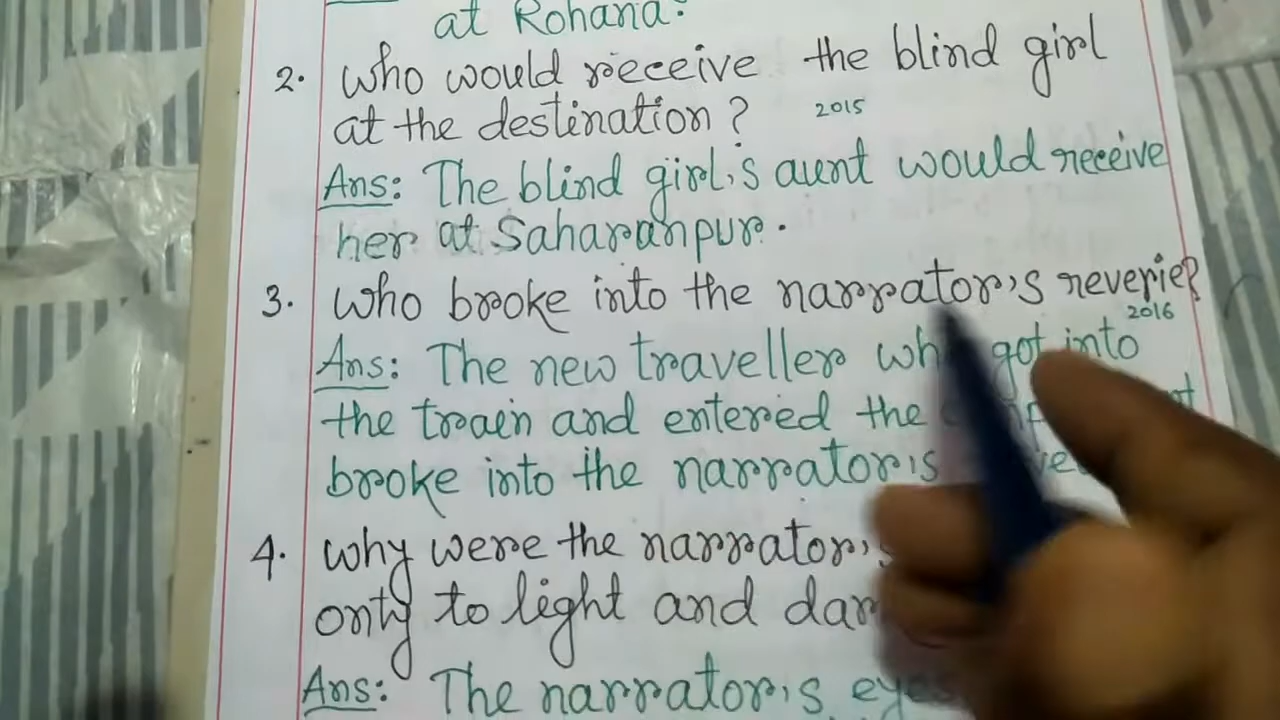 at Rohana.
2. Who would receive the blind girl
at the destination? 2015
Ans: The blind girl's aunt would receive
her at Saharanpur.
3. Who broke into the narrator's reverie?
2016
Ans: The new traveller who got into
the train and entered the
broke into the narrator's
4. Why were the narrator's
only to light and
Ans: The narrator's